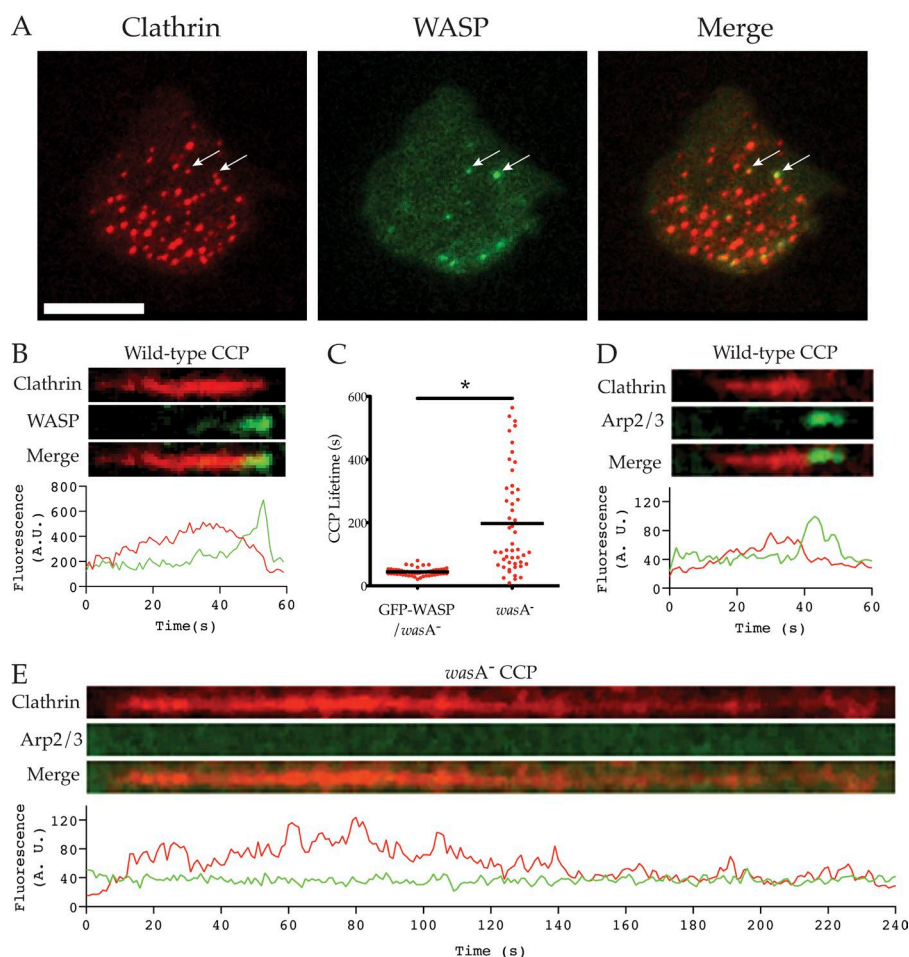 A
Clathrin WASP Merge
B
Wild-type CCP
Clathrin
WASP
Merge
Fluorescence
(A.U.)
800
600
400
200
0
0 20 40 60
Time(s)
C
*
CCP Lifetime (s)
600
400
200
0
GFP-WASP
/wasA⁻
wasA⁻
D
Wild-type CCP
Clathrin
Arp2/3
Merge
Fluorescence
(A. U.)
120
80
40
0
0 20 40 60
Time (s)
E
wasA⁻ CCP
Clathrin
Arp2/3
Merge
Fluorescence
(A. U.)
120
80
40
0
0 20 40 60 80 100 120 140 160 180 200 220 240
Time (s)